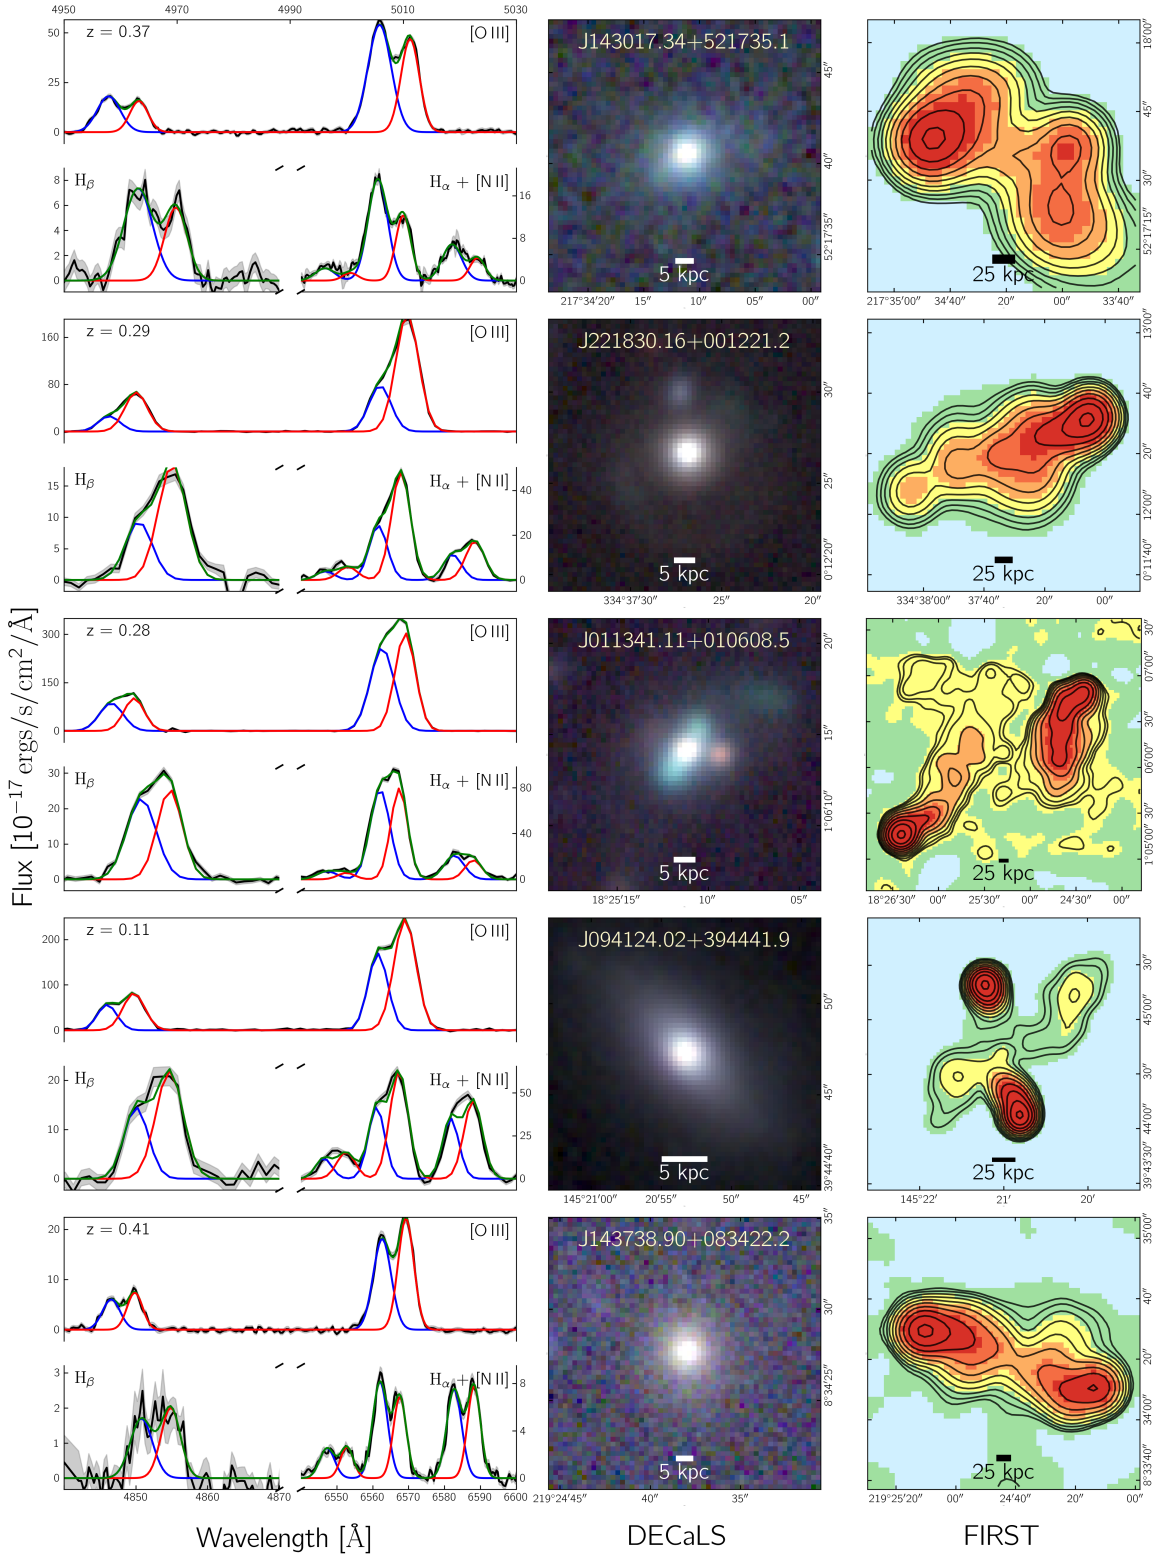 4950 4970 4990 5010 5030
z = 0.37 [O III]
50
25
0
H_β H_α + [N II]
8
6
4
2
0
16
8
0
J143017.34+521735.1
5 kpc
45″
40″
52°17′35″
217°34′20″ 15″ 10″ 05″ 00″
25 kpc
18′00″
45″
30″
52°17′15″
217°35′00″ 34′40″ 20″ 00″ 33′40″
z = 0.29 [O III]
160
80
0
H_β H_α + [N II]
15
10
5
0
40
20
0
J221830.16+001221.2
5 kpc
30″
25″
0°12′20″
334°37′30″ 25″ 20″
25 kpc
13′00″
40″
20″
12′00″
0°11′40″
334°38′00″ 37′40″ 20″ 00″
Flux [10⁻¹⁷ ergs/s/cm²/Å]
z = 0.28 [O III]
300
150
0
H_β H_α + [N II]
30
20
10
0
80
40
0
J011341.11+010608.5
5 kpc
20″
15″
1°06′10″
18°25′15″ 10″ 05″
25 kpc
30″
07′00″
30″
06′00″
30″
1°05′00″
18°26′30″ 00″ 25′30″ 00″ 24′30″ 00″
z = 0.11 [O III]
200
100
0
H_β H_α + [N II]
20
10
0
50
25
0
J094124.02+394441.9
5 kpc
50″
45″
39°44′40″
145°21′00″ 20′55″ 50″ 45″
25 kpc
30″
45′00″
30″
44′00″
39°43′30″
145°22′ 21′ 20′
z = 0.41 [O III]
20
10
0
H_β H_α + [N II]
3
2
1
0
8
4
0
4850 4860 4870
6550 6560 6570 6580 6590 6600
J143738.90+083422.2
5 kpc
35″
30″
8°34′25″
219°24′45″ 40″ 35″
25 kpc
35′00″
40″
20″
34′00″
8°33′40″
219°25′20″ 00″ 24′40″ 20″ 00″
Wavelength [Å] DECaLS FIRST